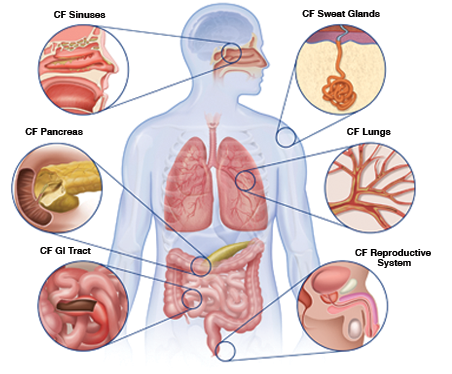 CF Sinuses
CF Sweat Glands
CF Pancreas
CF Lungs
CF GI Tract
CF Reproductive
System